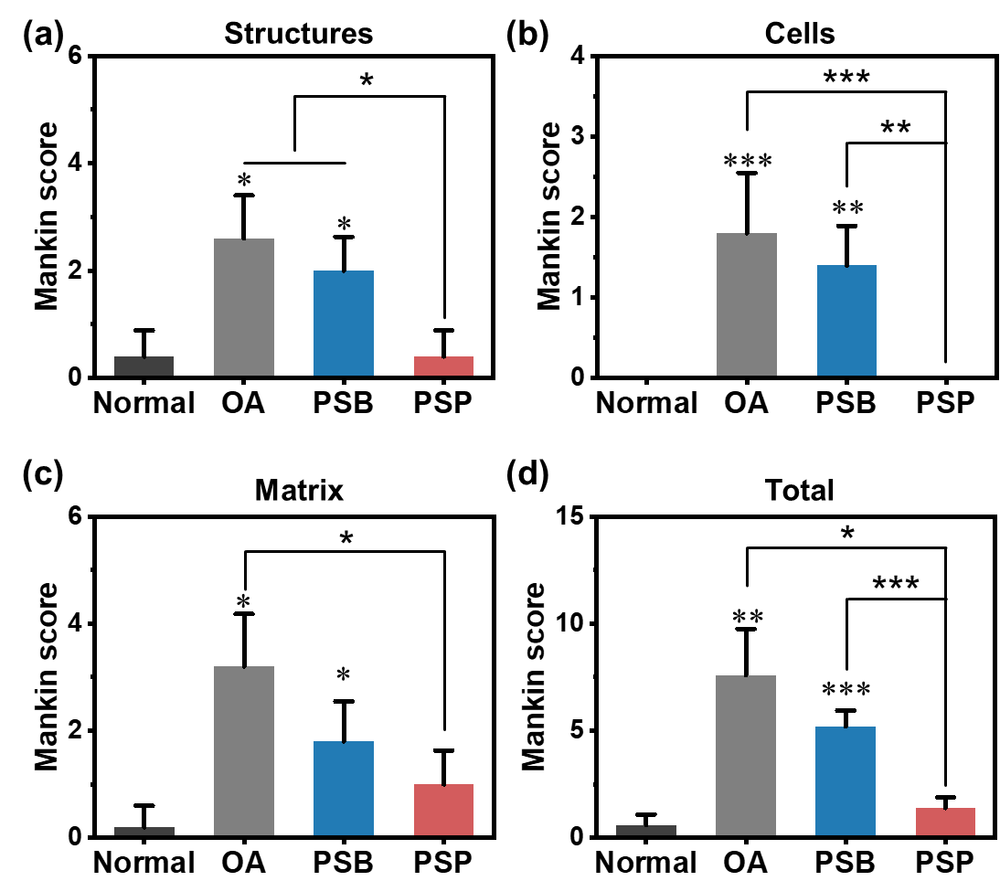 (a) Structures
Mankin score
6
4
2
0
*
*
*
Normal OA PSB PSP
(b) Cells
Mankin score
4
3
2
1
0
***
**
***
**
Normal OA PSB PSP
(c) Matrix
Mankin score
6
4
2
0
*
*
*
Normal OA PSB PSP
(d) Total
Mankin score
15
10
5
0
*
***
**
***
Normal OA PSB PSP